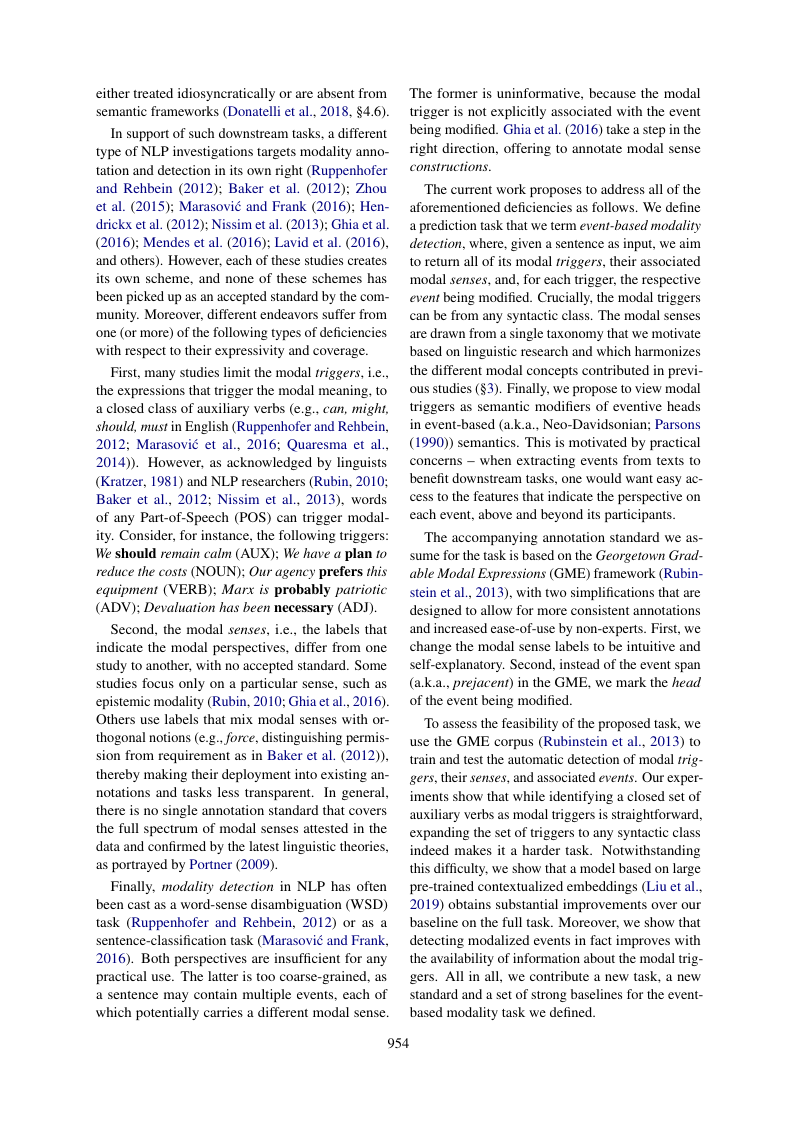 either treated idiosyncratically or are absent from
semantic frameworks (Donatelli et al., 2018, §4.6).
In support of such downstream tasks, a different
type of NLP investigations targets modality anno-
tation and detection in its own right (Ruppenhofer
and Rehbein (2012); Baker et al. (2012); Zhou
et al. (2015); Marasović and Frank (2016); Hen-
drickx et al. (2012); Nissim et al. (2013); Ghia et al.
(2016); Mendes et al. (2016); Lavid et al. (2016),
and others). However, each of these studies creates
its own scheme, and none of these schemes has
been picked up as an accepted standard by the com-
munity. Moreover, different endeavors suffer from
one (or more) of the following types of deficiencies
with respect to their expressivity and coverage.
First, many studies limit the modal triggers, i.e.,
the expressions that trigger the modal meaning, to
a closed class of auxiliary verbs (e.g., can, might,
should, must in English (Ruppenhofer and Rehbein,
2012; Marasović et al., 2016; Quaresma et al.,
2014)). However, as acknowledged by linguists
(Kratzer, 1981) and NLP researchers (Rubin, 2010;
Baker et al., 2012; Nissim et al., 2013), words
of any Part-of-Speech (POS) can trigger modal-
ity. Consider, for instance, the following triggers:
We should remain calm (AUX); We have a plan to
reduce the costs (NOUN); Our agency prefers this
equipment (VERB); Marx is probably patriotic
(ADV); Devaluation has been necessary (ADJ).
Second, the modal senses, i.e., the labels that
indicate the modal perspectives, differ from one
study to another, with no accepted standard. Some
studies focus only on a particular sense, such as
epistemic modality (Rubin, 2010; Ghia et al., 2016).
Others use labels that mix modal senses with or-
thogonal notions (e.g., force, distinguishing permis-
sion from requirement as in Baker et al. (2012)),
thereby making their deployment into existing an-
notations and tasks less transparent. In general,
there is no single annotation standard that covers
the full spectrum of modal senses attested in the
data and confirmed by the latest linguistic theories,
as portrayed by Portner (2009).
Finally, modality detection in NLP has often
been cast as a word-sense disambiguation (WSD)
task (Ruppenhofer and Rehbein, 2012) or as a
sentence-classification task (Marasović and Frank,
2016). Both perspectives are insufficient for any
practical use. The latter is too coarse-grained, as
a sentence may contain multiple events, each of
which potentially carries a different modal sense.
The former is uninformative, because the modal
trigger is not explicitly associated with the event
being modified. Ghia et al. (2016) take a step in the
right direction, offering to annotate modal sense
constructions.
The current work proposes to address all of the
aforementioned deficiencies as follows. We define
a prediction task that we term event-based modality
detection, where, given a sentence as input, we aim
to return all of its modal triggers, their associated
modal senses, and, for each trigger, the respective
event being modified. Crucially, the modal triggers
can be from any syntactic class. The modal senses
are drawn from a single taxonomy that we motivate
based on linguistic research and which harmonizes
the different modal concepts contributed in previ-
ous studies (§3). Finally, we propose to view modal
triggers as semantic modifiers of eventive heads
in event-based (a.k.a., Neo-Davidsonian; Parsons
(1990)) semantics. This is motivated by practical
concerns – when extracting events from texts to
benefit downstream tasks, one would want easy ac-
cess to the features that indicate the perspective on
each event, above and beyond its participants.
The accompanying annotation standard we as-
sume for the task is based on the Georgetown Grad-
able Modal Expressions (GME) framework (Rubin-
stein et al., 2013), with two simplifications that are
designed to allow for more consistent annotations
and increased ease-of-use by non-experts. First, we
change the modal sense labels to be intuitive and
self-explanatory. Second, instead of the event span
(a.k.a., prejacent) in the GME, we mark the head
of the event being modified.
To assess the feasibility of the proposed task, we
use the GME corpus (Rubinstein et al., 2013) to
train and test the automatic detection of modal trig-
gers, their senses, and associated events. Our exper-
iments show that while identifying a closed set of
auxiliary verbs as modal triggers is straightforward,
expanding the set of triggers to any syntactic class
indeed makes it a harder task. Notwithstanding
this difficulty, we show that a model based on large
pre-trained contextualized embeddings (Liu et al.,
2019) obtains substantial improvements over our
baseline on the full task. Moreover, we show that
detecting modalized events in fact improves with
the availability of information about the modal trig-
gers. All in all, we contribute a new task, a new
standard and a set of strong baselines for the event-
based modality task we defined.
954